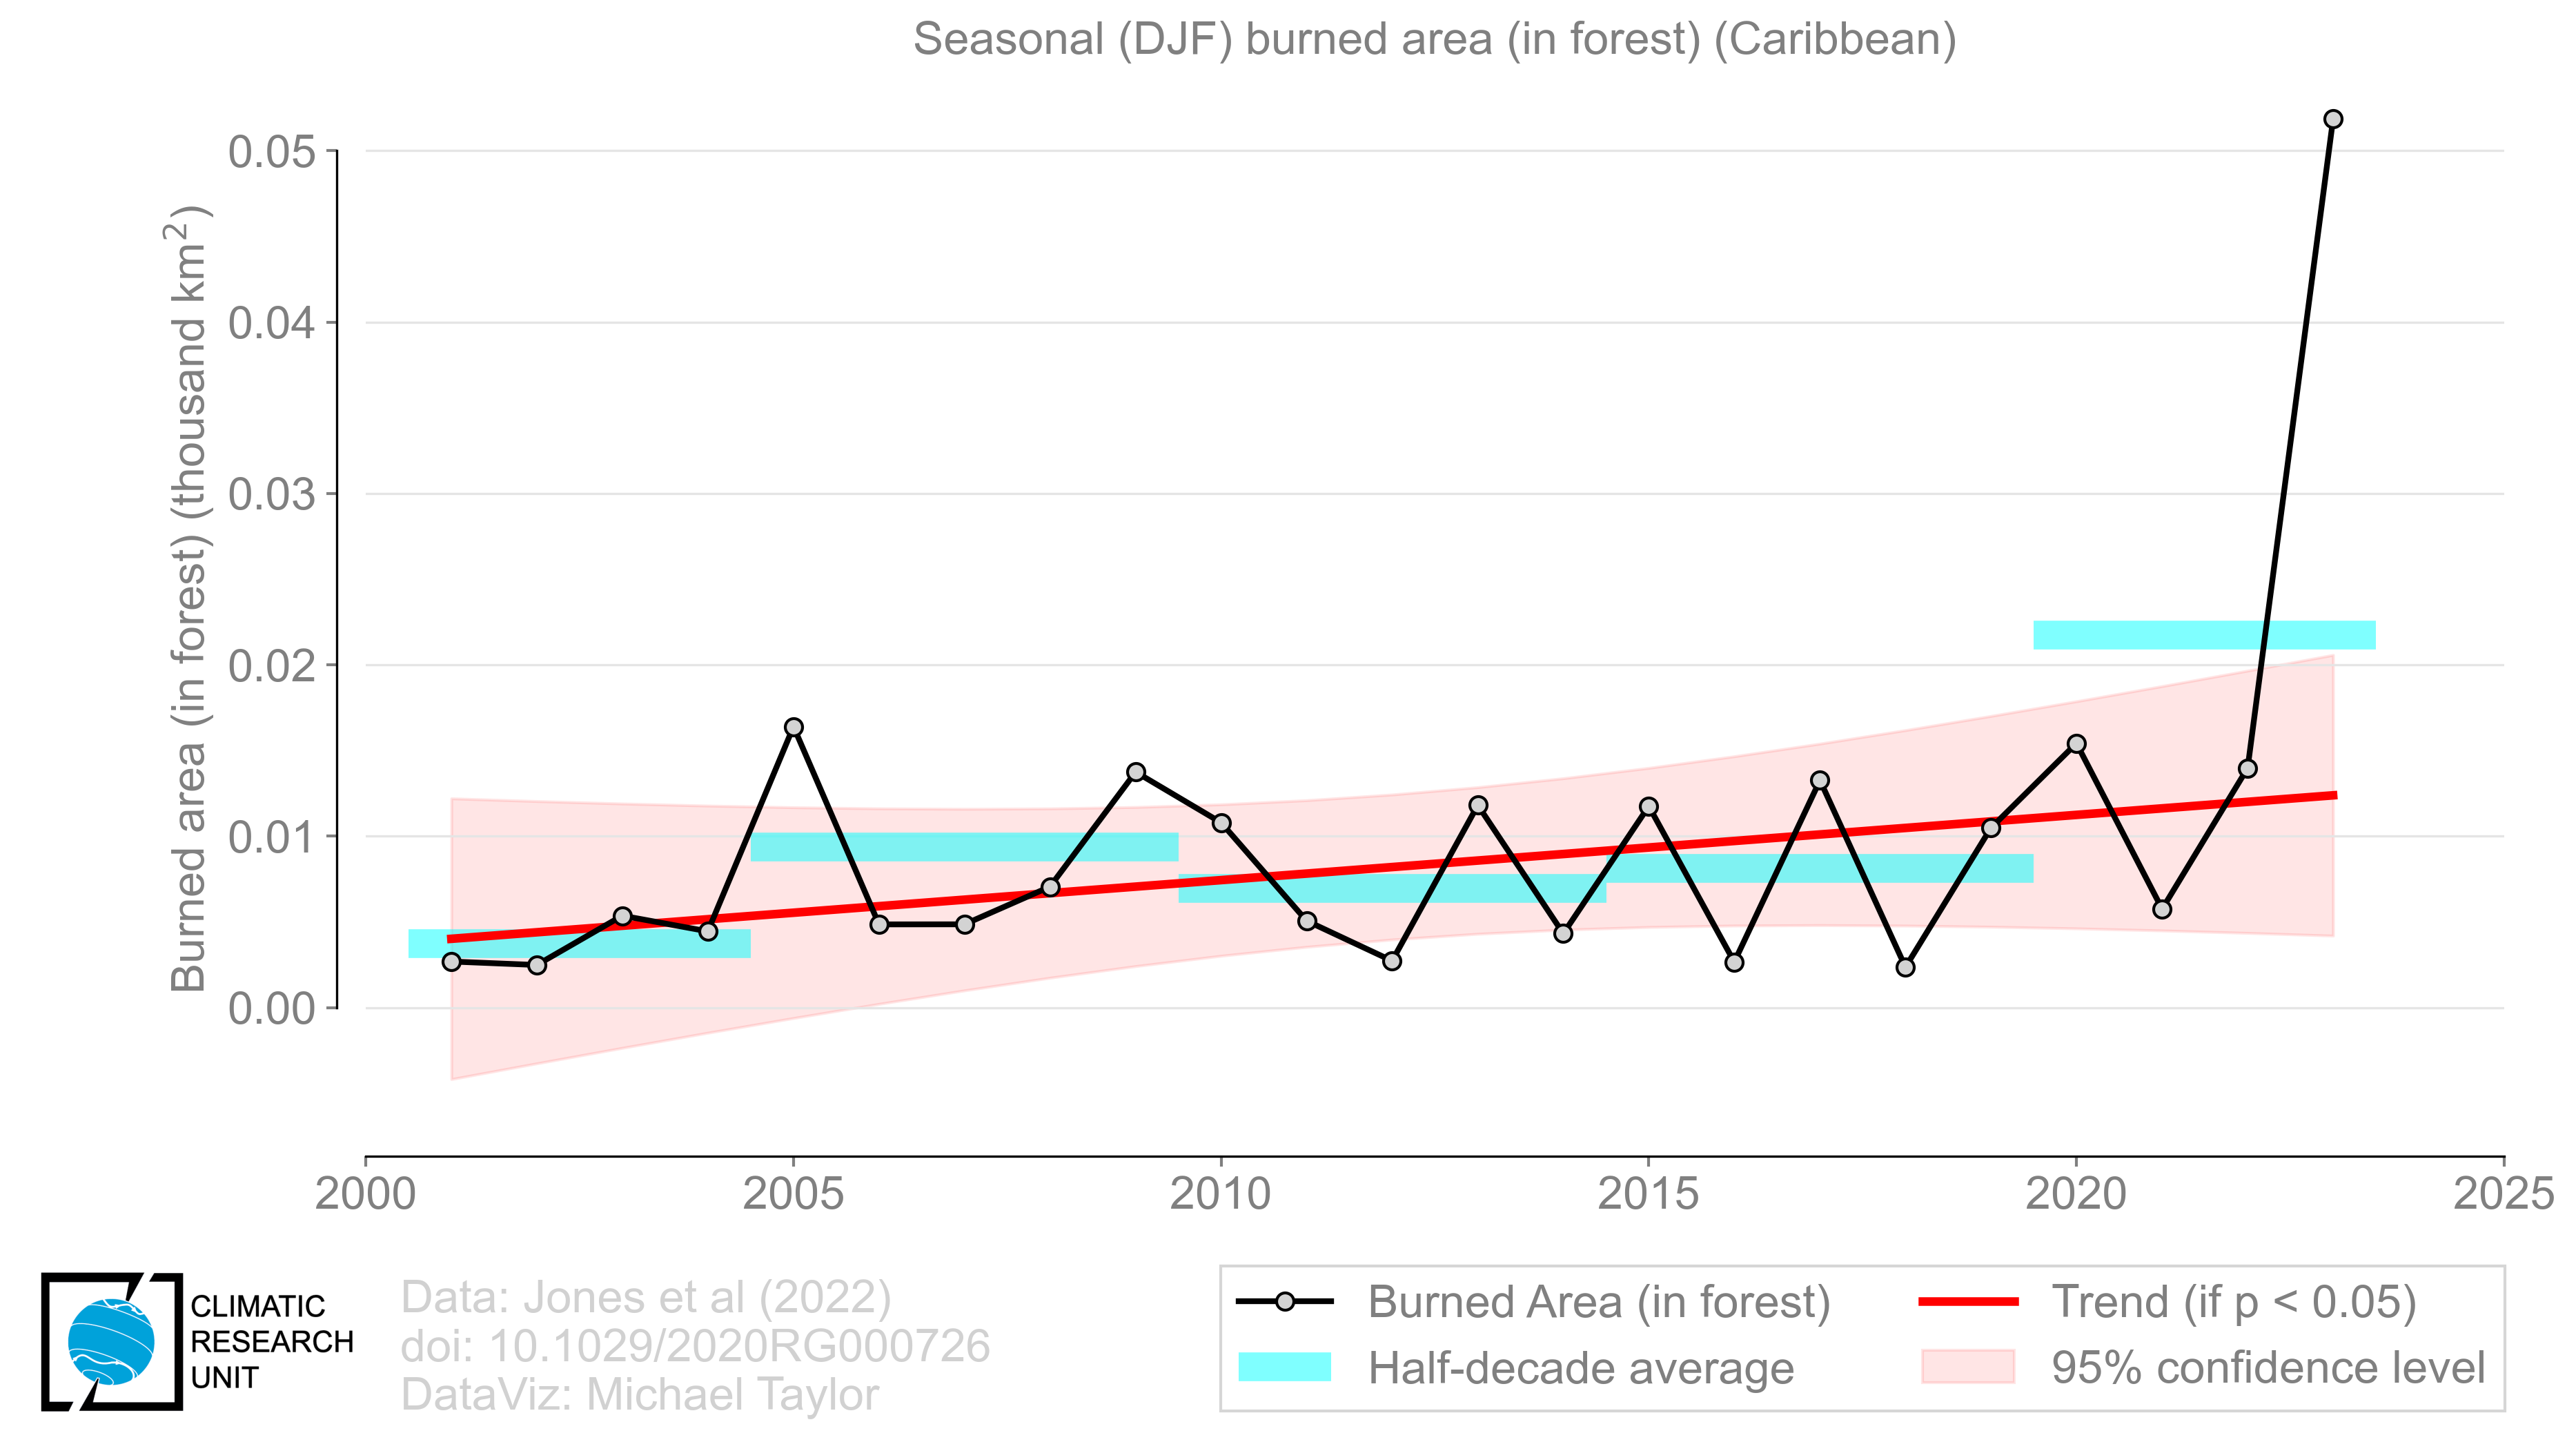 Seasonal (DJF) burned area (in forest) (Caribbean)
Burned area (in forest) (thousand km²)
0.05
0.04
0.03
0.02
0.01
0.00
2000
2005
2010
2015
2020
2025
CLIMATIC
RESEARCH
UNIT
Data: Jones et al (2022)
doi: 10.1029/2020RG000726
DataViz: Michael Taylor
Burned Area (in forest)
Half-decade average
Trend (if p < 0.05)
95% confidence level